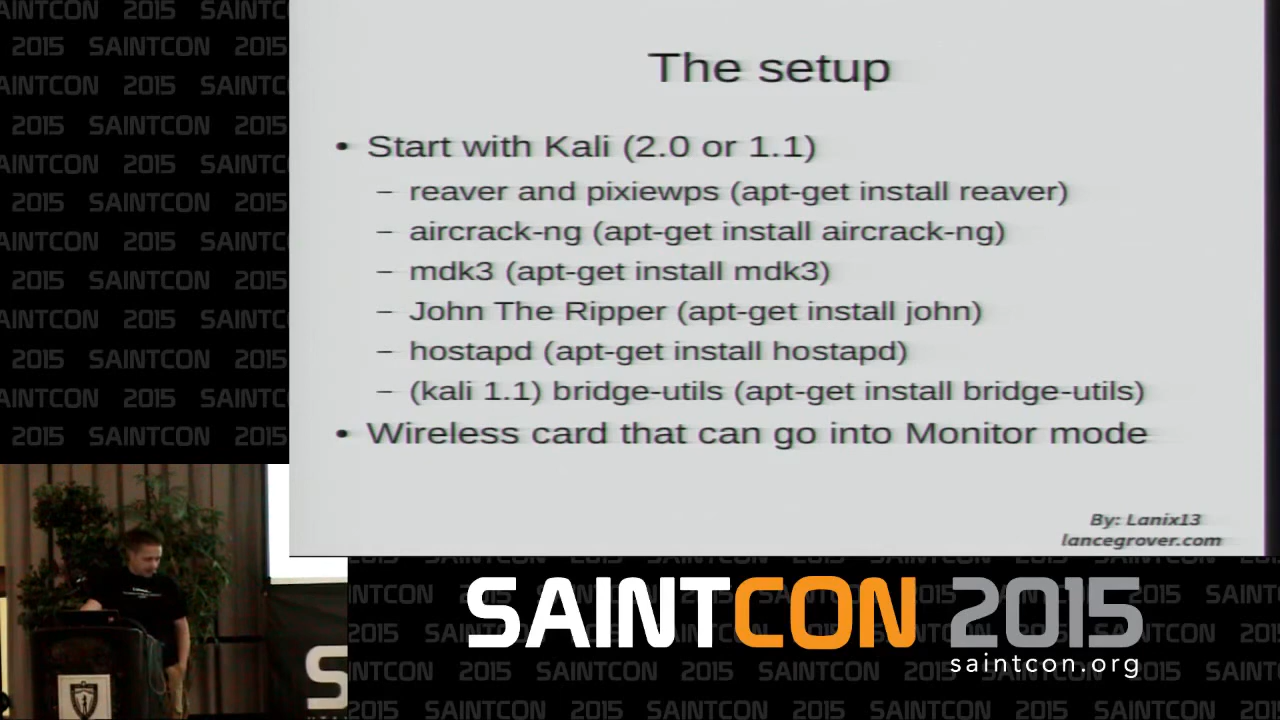 The setup
• Start with Kali (2.0 or 1.1)
– reaver and pixiewps (apt-get install reaver)
– aircrack-ng (apt-get install aircrack-ng)
– mdk3 (apt-get install mdk3)
– John The Ripper (apt-get install john)
– hostapd (apt-get install hostapd)
– (kali 1.1) bridge-utils (apt-get install bridge-utils)
• Wireless card that can go into Monitor mode
By: Lanix13
lancegrover.com
SAINTCON 2015
saintcon.org